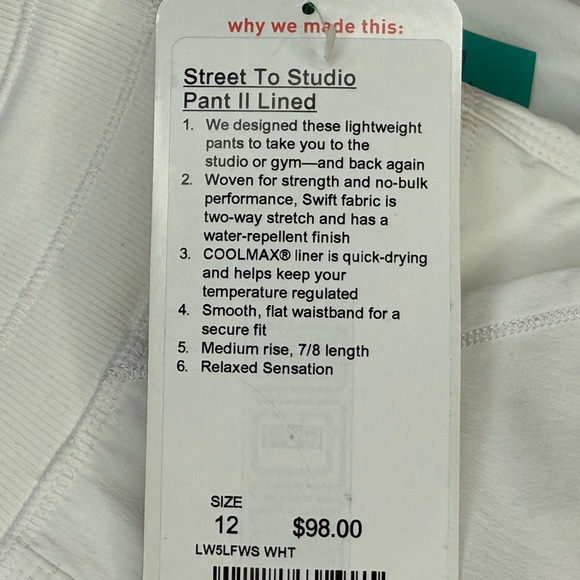 why we made this:
Street To Studio
Pant II Lined
1. We designed these lightweight
pants to take you to the
studio or gym—and back again
2. Woven for strength and no-bulk
performance, Swift fabric is
two-way stretch and has a
water-repellent finish
3. COOLMAX® liner is quick-drying
and helps keep your
temperature regulated
4. Smooth, flat waistband for a
secure fit
5. Medium rise, 7/8 length
6. Relaxed Sensation
SIZE
12 $98.00
LW5LFWS WHT